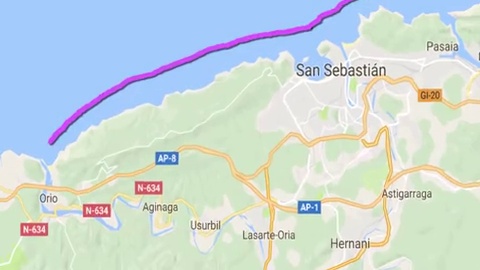 Pasaia
San Sebastián
GI-20
AP-8
N-634
Orio
N-634
Aginaga
N-634
Usurbil
AP-1
Astigarraga
Lasarte-Oria
Hernani